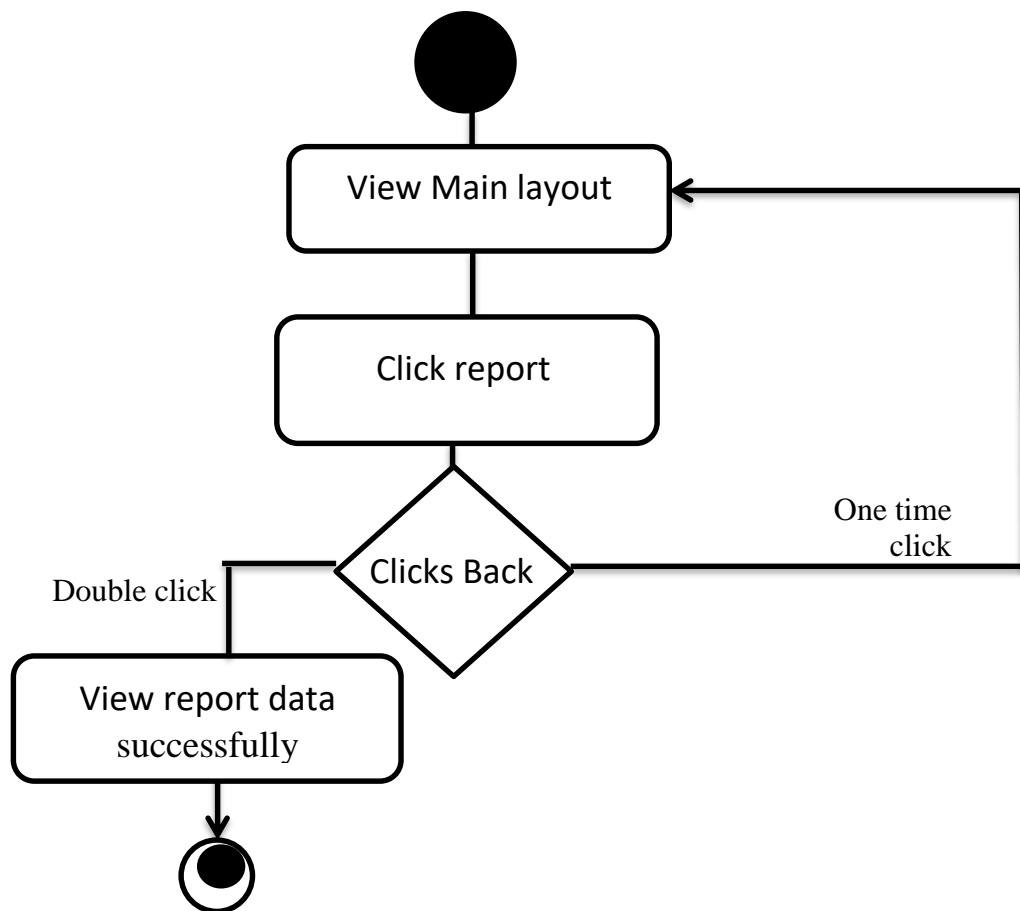 View Main layout
Click report
One time
click
Clicks Back
Double click
View report data
successfully